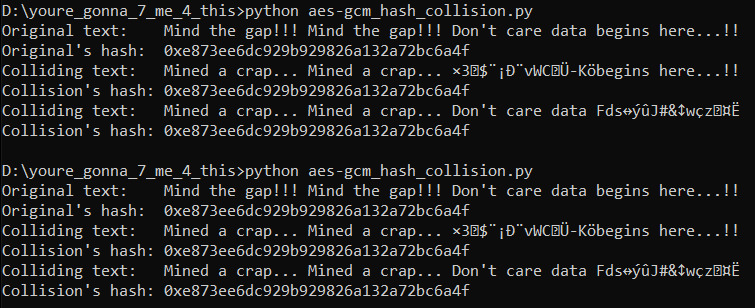 D:\youre_gonna_7_me_4_this>python aes-gcm_hash_collision.py
Original text:    Mind the gap!!! Mind the gap!!! Don't care data begins here...!!
Original's hash:  0xe873ee6dc929b929826a132a72bc6a4f
Colliding text:   Mined a crap... Mined a crap... ×3�$¨¡Ð¨vWC�Ü-Köbegins here...!!
Collision's hash: 0xe873ee6dc929b929826a132a72bc6a4f
Colliding text:   Mined a crap... Mined a crap... Don't care data Fds↔ýûJ#&↕wçz�¤Ë
Collision's hash: 0xe873ee6dc929b929826a132a72bc6a4f
D:\youre_gonna_7_me_4_this>python aes-gcm_hash_collision.py
Original text:    Mind the gap!!! Mind the gap!!! Don't care data begins here...!!
Original's hash:  0xe873ee6dc929b929826a132a72bc6a4f
Colliding text:   Mined a crap... Mined a crap... ×3�$¨¡Ð¨vWC�Ü-Köbegins here...!!
Collision's hash: 0xe873ee6dc929b929826a132a72bc6a4f
Colliding text:   Mined a crap... Mined a crap... Don't care data Fds↔ýûJ#&↕wçz�¤Ë
Collision's hash: 0xe873ee6dc929b929826a132a72bc6a4f